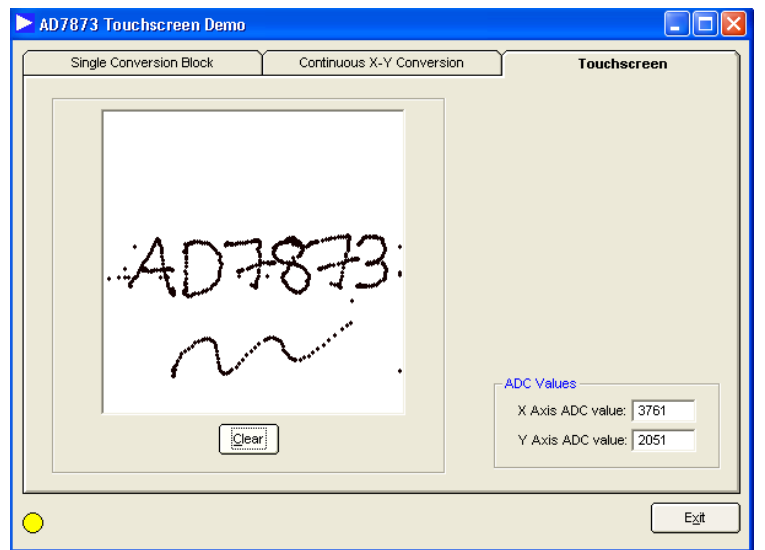 AD7873 Touchscreen Demo
Single Conversion Block
Continuous X-Y Conversion
Touchscreen
AD7873
ADC Values
X Axis ADC value: 3761
Y Axis ADC value: 2051
Clear
Exit